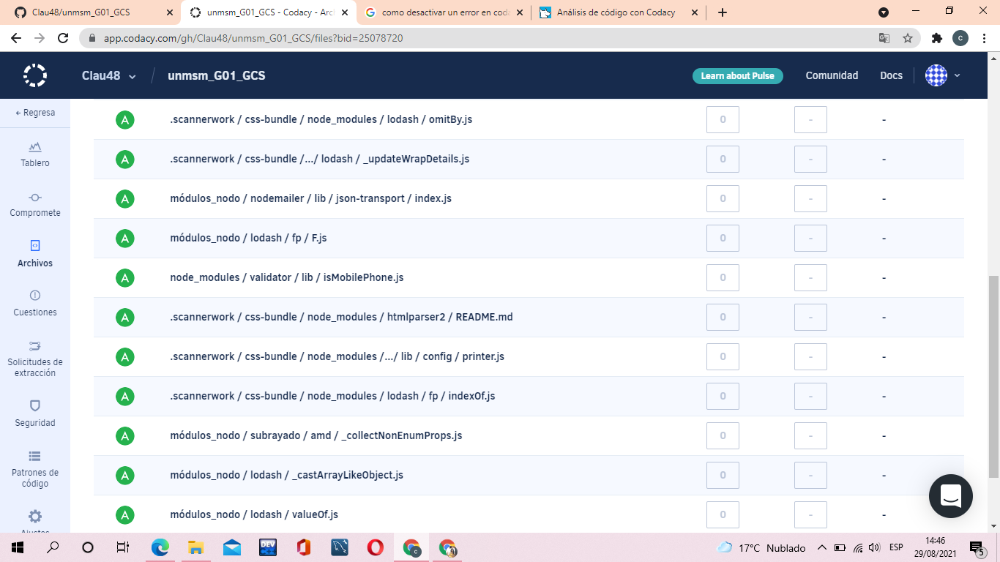 Clau48/unmsm_G01_GCS
unmsm_G01_GCS - Codacy - Arc
como desactivar un error en coda
Análisis de código con Codacy
app.codacy.com/gh/Clau48/unmsm_G01_GCS/files?bid=25078720
c
Clau48 / unmsm_G01_GCS
Learn about Pulse
Comunidad
Docs
← Regresa
Tablero
Compromete
Archivos
Cuestiones
Solicitudes de
extracción
Seguridad
Patrones de
código
Ajustes
A .scannerwork / css-bundle / node_modules / lodash / omitBy.js 0 - -
A .scannerwork / css-bundle /.../ lodash / _updateWrapDetails.js 0 - -
A módulos_nodo / nodemailer / lib / json-transport / index.js 0 - -
A módulos_nodo / lodash / fp / F.js 0 - -
A node_modules / validator / lib / isMobilePhone.js 0 - -
A .scannerwork / css-bundle / node_modules / htmlparser2 / README.md 0 - -
A .scannerwork / css-bundle / node_modules /.../ lib / config / printer.js 0 - -
A .scannerwork / css-bundle / node_modules / lodash / fp / indexOf.js 0 - -
A módulos_nodo / subrayado / amd / _collectNonEnumProps.js 0 - -
A módulos_nodo / lodash / _castArrayLikeObject.js 0 - -
A módulos_nodo / lodash / valueOf.js 0 - -
DEV
c
17°C Nublado
ESP
14:46
29/08/2021
5